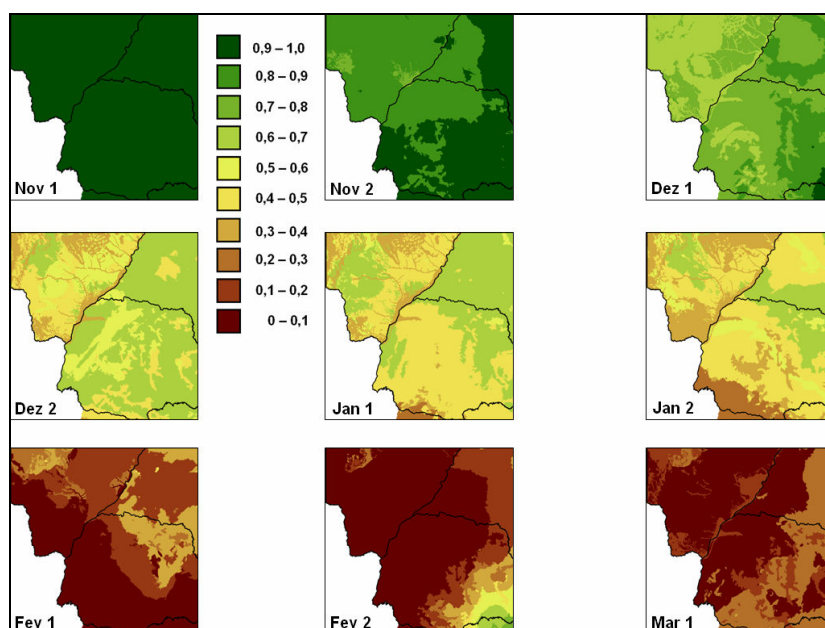 0,9 – 1,0
0,8 – 0,9
0,7 – 0,8
0,6 – 0,7
0,5 – 0,6
0,4 – 0,5
0,3 – 0,4
0,2 – 0,3
0,1 – 0,2
0 – 0,1
Nov 1
Nov 2
Dez 1
Dez 2
Jan 1
Jan 2
Fev 1
Fev 2
Mar 1